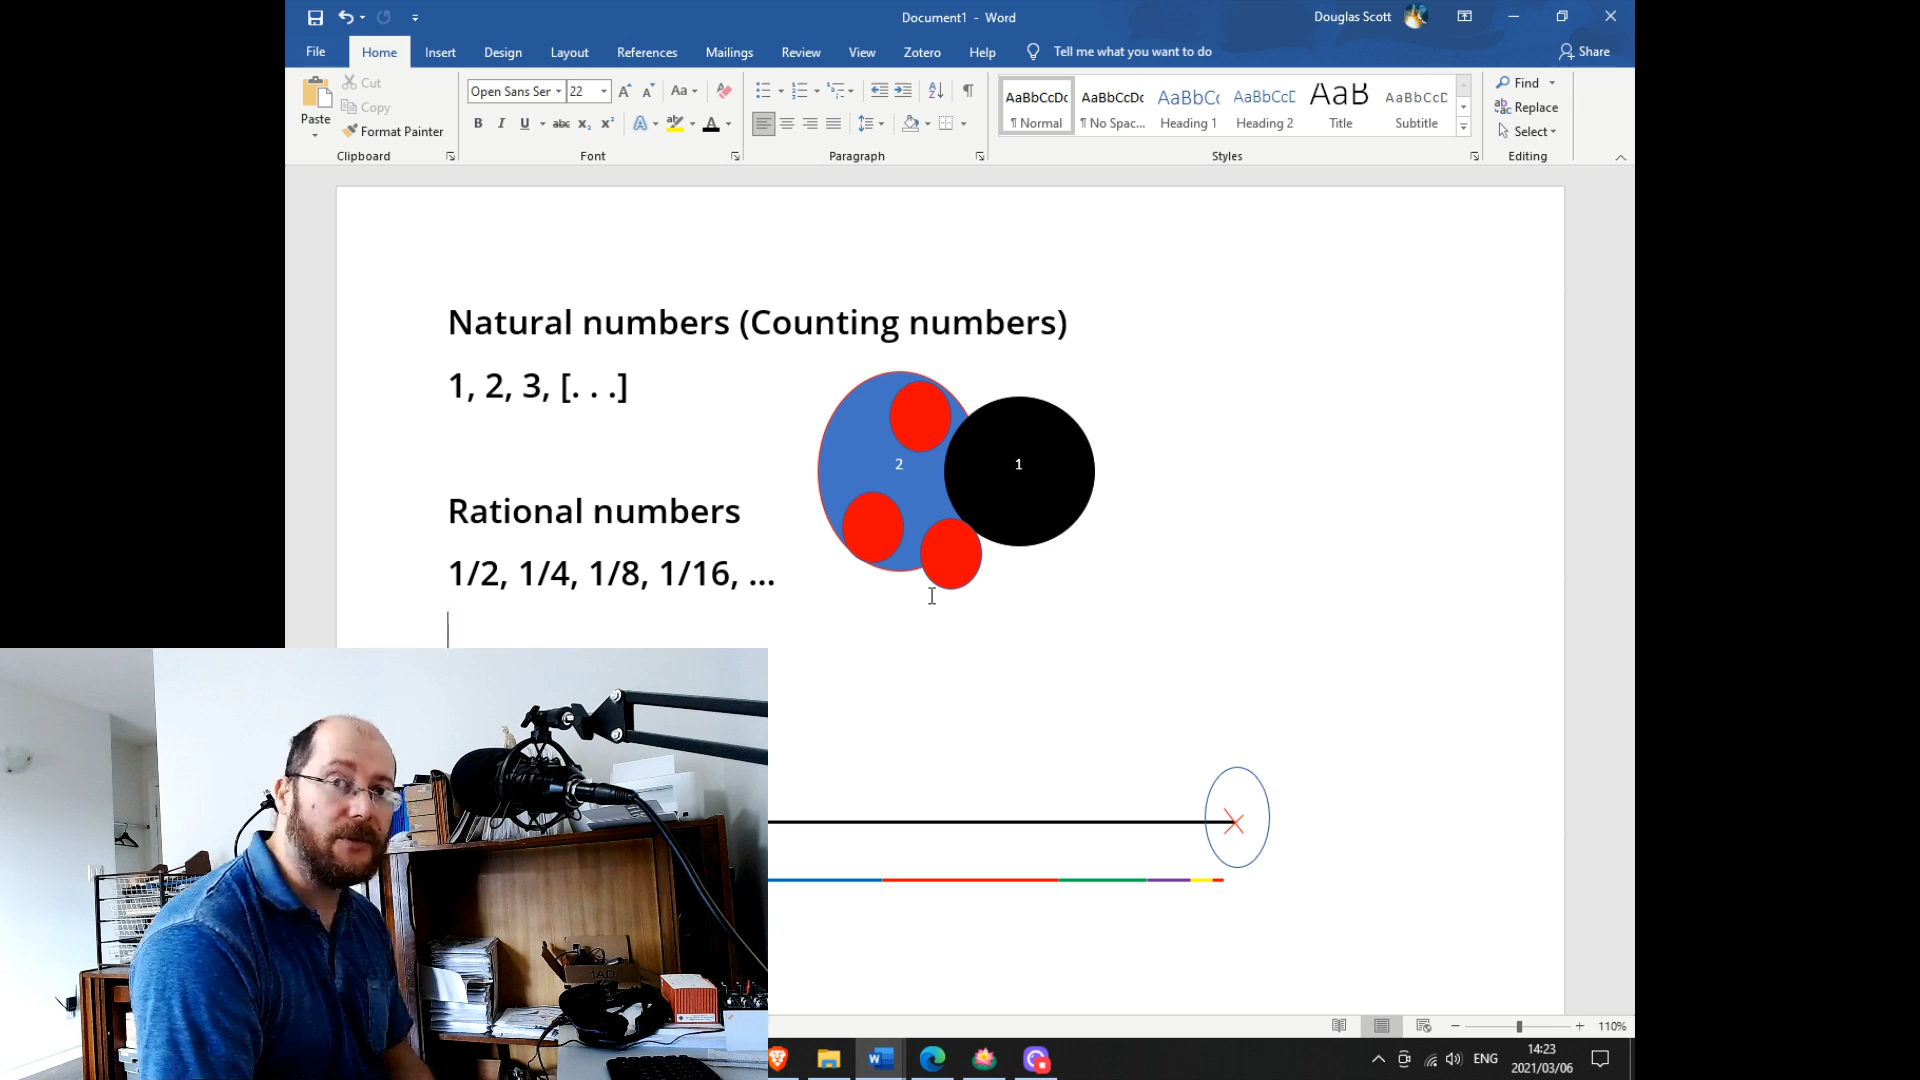 Document1 - Word
Douglas Scott
File Home Insert Design Layout References Mailings Review View Zotero Help Tell me what you want to do Share
Paste
Cut
Copy
Format Painter
Clipboard
Open Sans Ser 22
Font
Paragraph
AaBbCcDc AaBbCcDc AaBbC( AaBbCcD AaB AaBbCcD
¶ Normal ¶ No Spac... Heading 1 Heading 2 Title Subtitle
Styles
Find
Replace
Select
Editing
Natural numbers (Counting numbers)
1, 2, 3, [. . .]
2 1
Rational numbers
1/2, 1/4, 1/8, 1/16, ...
1AD
110%
ENG
14:23
2021/03/06